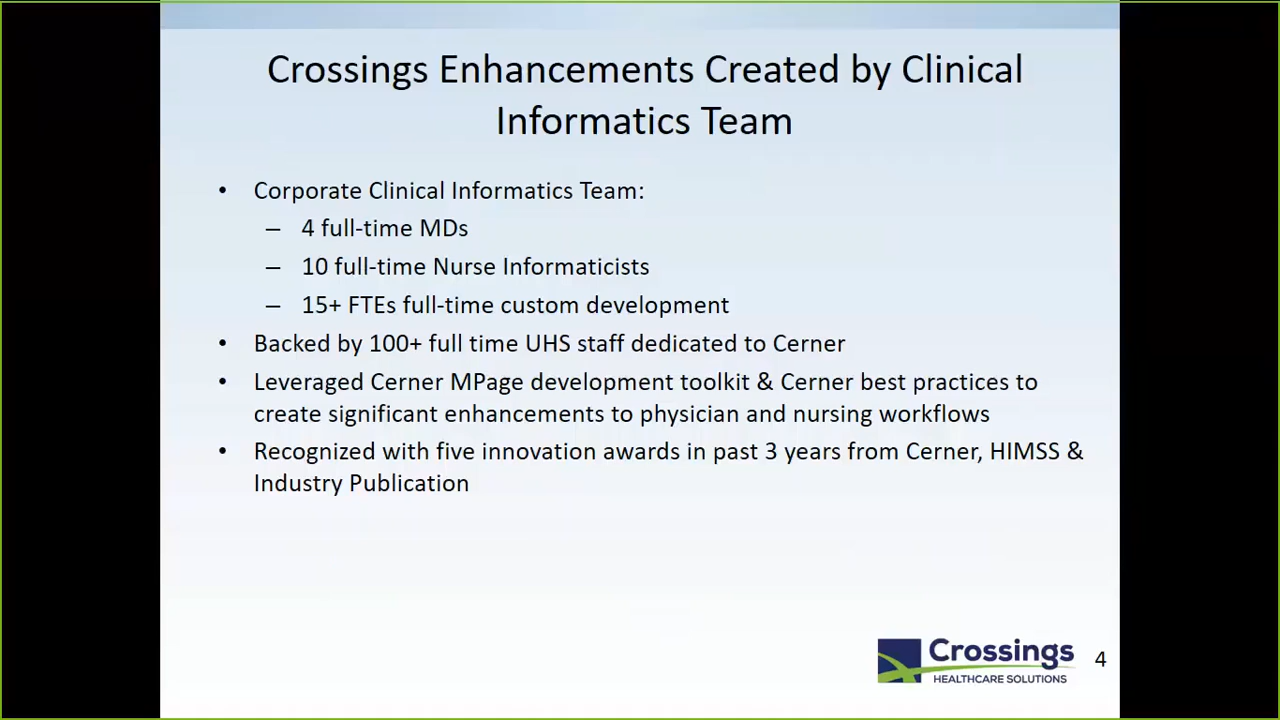 Crossings Enhancements Created by Clinical
Informatics Team
• Corporate Clinical Informatics Team:
– 4 full-time MDs
– 10 full-time Nurse Informaticists
– 15+ FTEs full-time custom development
• Backed by 100+ full time UHS staff dedicated to Cerner
• Leveraged Cerner MPage development toolkit & Cerner best practices to
create significant enhancements to physician and nursing workflows
• Recognized with five innovation awards in past 3 years from Cerner, HIMSS &
Industry Publication
Crossings
HEALTHCARE SOLUTIONS
4